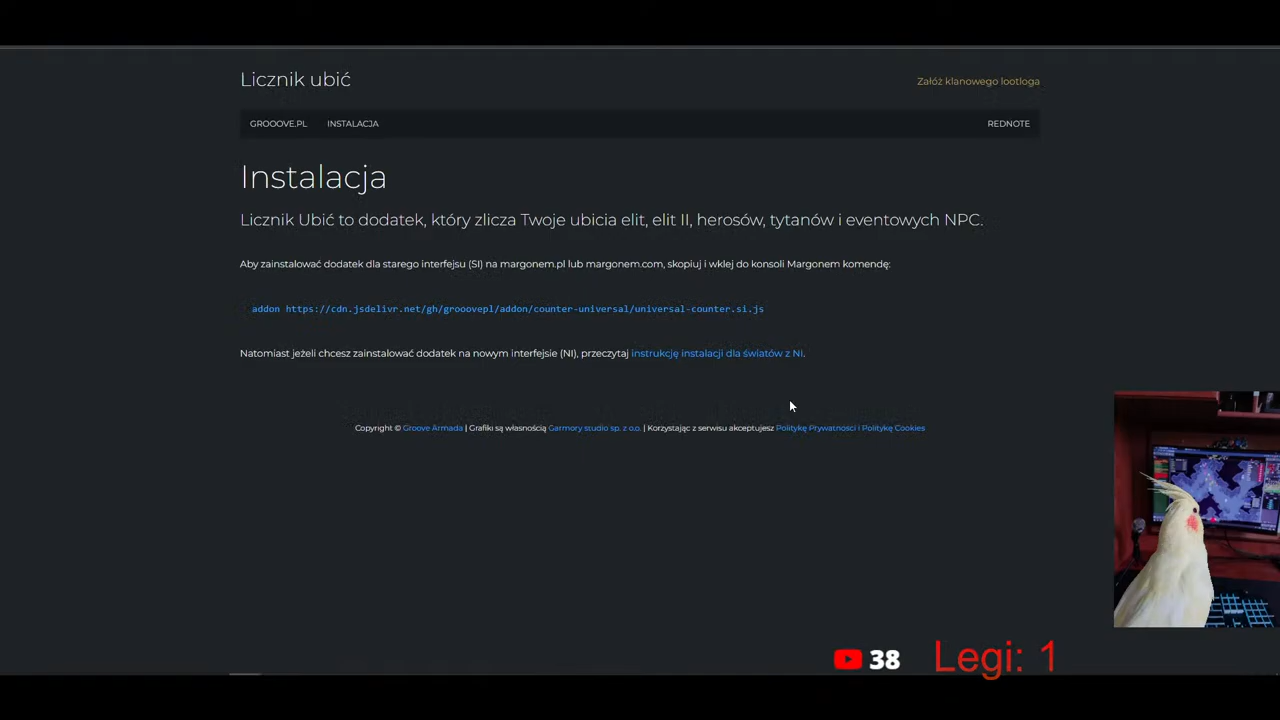 Licznik ubić
Załóż klanowego lootloga
GROOOVE.PL INSTALACJA REDNOTE
Instalacja
Licznik Ubić to dodatek, który zlicza Twoje ubicia elit, elit II, herosów, tytanów i eventowych NPC.
Aby zainstalować dodatek dla starego interfejsu (SI) na margonem.pl lub margonem.com, skopiuj i wklej do konsoli Margonem komendę:
addon https://cdn.jsdelivr.net/gh/grooovepl/addon/counter-universal/universal-counter.si.js
Natomiast jeżeli chcesz zainstalować dodatek na nowym interfejsie (NI), przeczytaj instrukcję instalacji dla światów z NI.
Copyright © Groove Armada | Grafiki są własnością Garmory studio sp. z o.o. | Korzystając z serwisu akceptujesz Politykę Prywatności i Politykę Cookies
38 Legi: 1